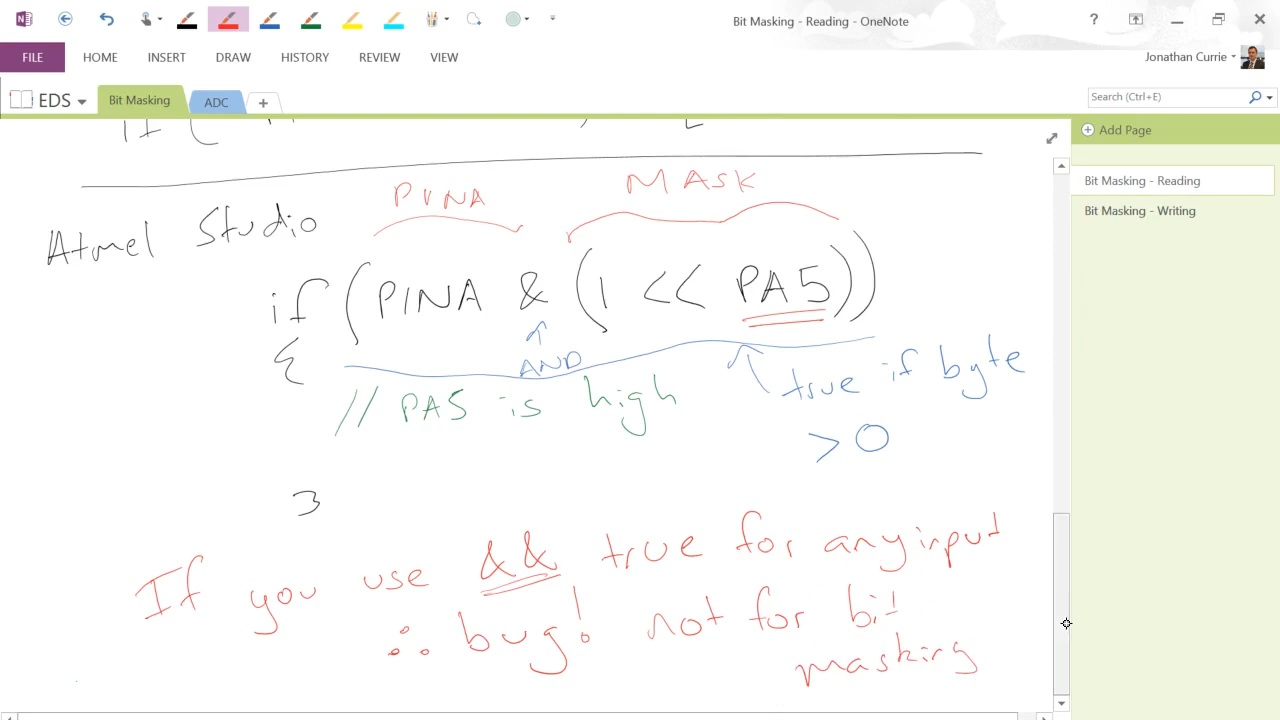 Bit Masking - Reading - OneNote
?
FILE HOME INSERT DRAW HISTORY REVIEW VIEW
Jonathan Currie
EDS Bit Masking ADC +
Search (Ctrl+E)
Add Page
Bit Masking - Reading
Bit Masking - Writing
if (
PINA MASK
Atmel Studio
if (PINA & (1 << PA5))
{
AND
true if byte
> 0
// PA5 is high
}
If you use && true for any input
∴ bug! not for bit
masking